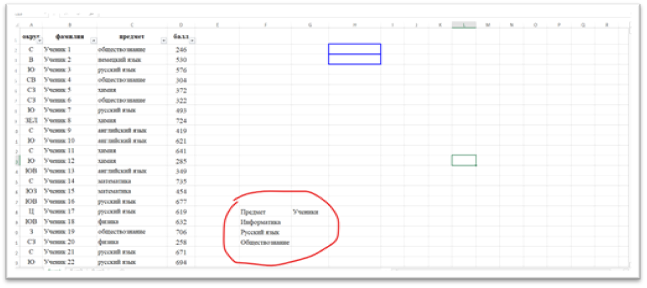 A B C D E F G H I J K L M N O P Q R
округ фамилия предмет балл
С Ученик 1 обществознание 246
В Ученик 2 немецкий язык 530
Ю Ученик 3 русский язык 576
СВ Ученик 4 обществознание 304
СЗ Ученик 5 химия 372
СЗ Ученик 6 обществознание 322
Ю Ученик 7 русский язык 493
ЗЕЛ Ученик 8 химия 724
С Ученик 9 английский язык 419
Ю Ученик 10 английский язык 621
С Ученик 11 химия 641
Ю Ученик 12 химия 285
ЮВ Ученик 13 английский язык 349
С Ученик 14 математика 735
ЮЗ Ученик 15 математика 454
ЮВ Ученик 16 русский язык 677
Ц Ученик 17 русский язык 619 Предмет Ученики
ЮВ Ученик 18 физика 632 Информатика
З Ученик 19 обществознание 706 Русский язык
СЗ Ученик 20 физика 258 Обществознание
С Ученик 21 русский язык 671
Ю Ученик 22 русский язык 694